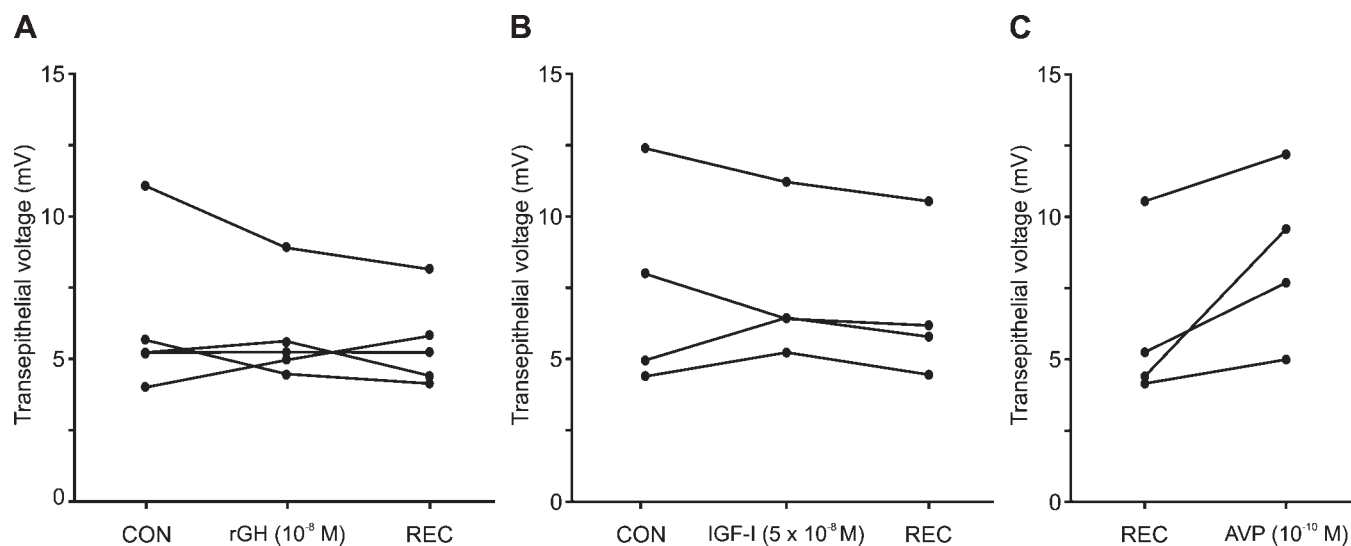 A
Transepithelial voltage (mV)
15
10
5
0
CON
rGH (10⁻⁸ M)
REC
B
Transepithelial voltage (mV)
15
10
5
0
CON
IGF-I (5 x 10⁻⁸ M)
REC
C
Transepithelial voltage (mV)
15
10
5
0
REC
AVP (10⁻¹⁰ M)